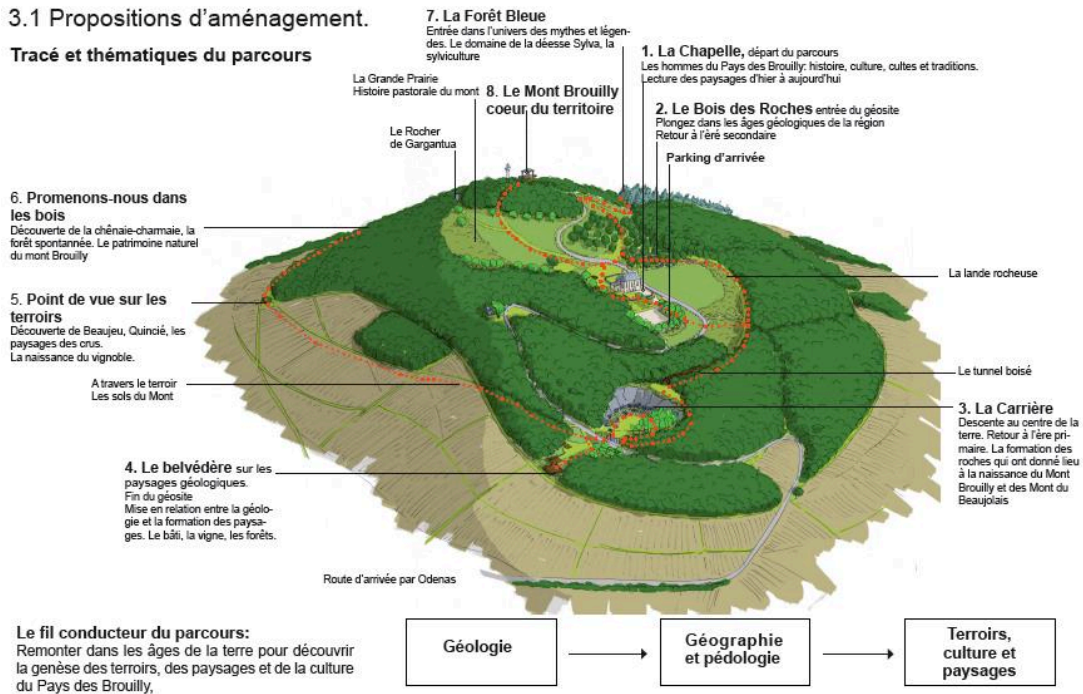 3.1 Propositions d'aménagement.
Tracé et thématiques du parcours
7. La Forêt Bleue
Entrée dans l'univers des mythes et légen-
des. Le domaine de la déesse Sylva, la
sylviculture
1. La Chapelle, départ du parcours
Les hommes du Pays des Brouilly: histoire, culture, cultes et traditions.
Lecture des paysages d'hier à aujourd'hui
La Grande Prairie
Histoire pastorale du mont
8. Le Mont Brouilly
coeur du territoire
2. Le Bois des Roches entrée du géosite
Plongez dans les âges géologiques de la région
Retour à l'èré secondaire
Le Rocher
de Gargantua
Parking d'arrivée
6. Promenons-nous dans
les bois
Découverte de la chênaie-charmaie, la
forêt spontannée. Le patrimoine naturel
du mont Brouilly
La lande rocheuse
5. Point de vue sur les
terroirs
Découverte de Beaujeu, Quincié, les
paysages des crus.
La naissance du vignoble.
A travers le terroir
Les sols du Mont
Le tunnel boisé
3. La Carrière
Descente au centre de la
terre. Retour à l'ère pri-
maire. La formation des
roches qui ont donné lieu
à la naissance du Mont
Brouilly et des Mont du
Beaujolais
4. Le belvédère sur les
paysages géologiques.
Fin du géosite
Mise en relation entre la géolo-
gie et la formation des paysa-
ges. Le bâti, la vigne, les forêts.
Route d'arrivée par Odenas
Le fil conducteur du parcours:
Remonter dans les âges de la terre pour découvrir
la genèse des terroirs, des paysages et de la culture
du Pays des Brouilly,
Géologie
Géographie
et pédologie
Terroirs,
culture et
paysages